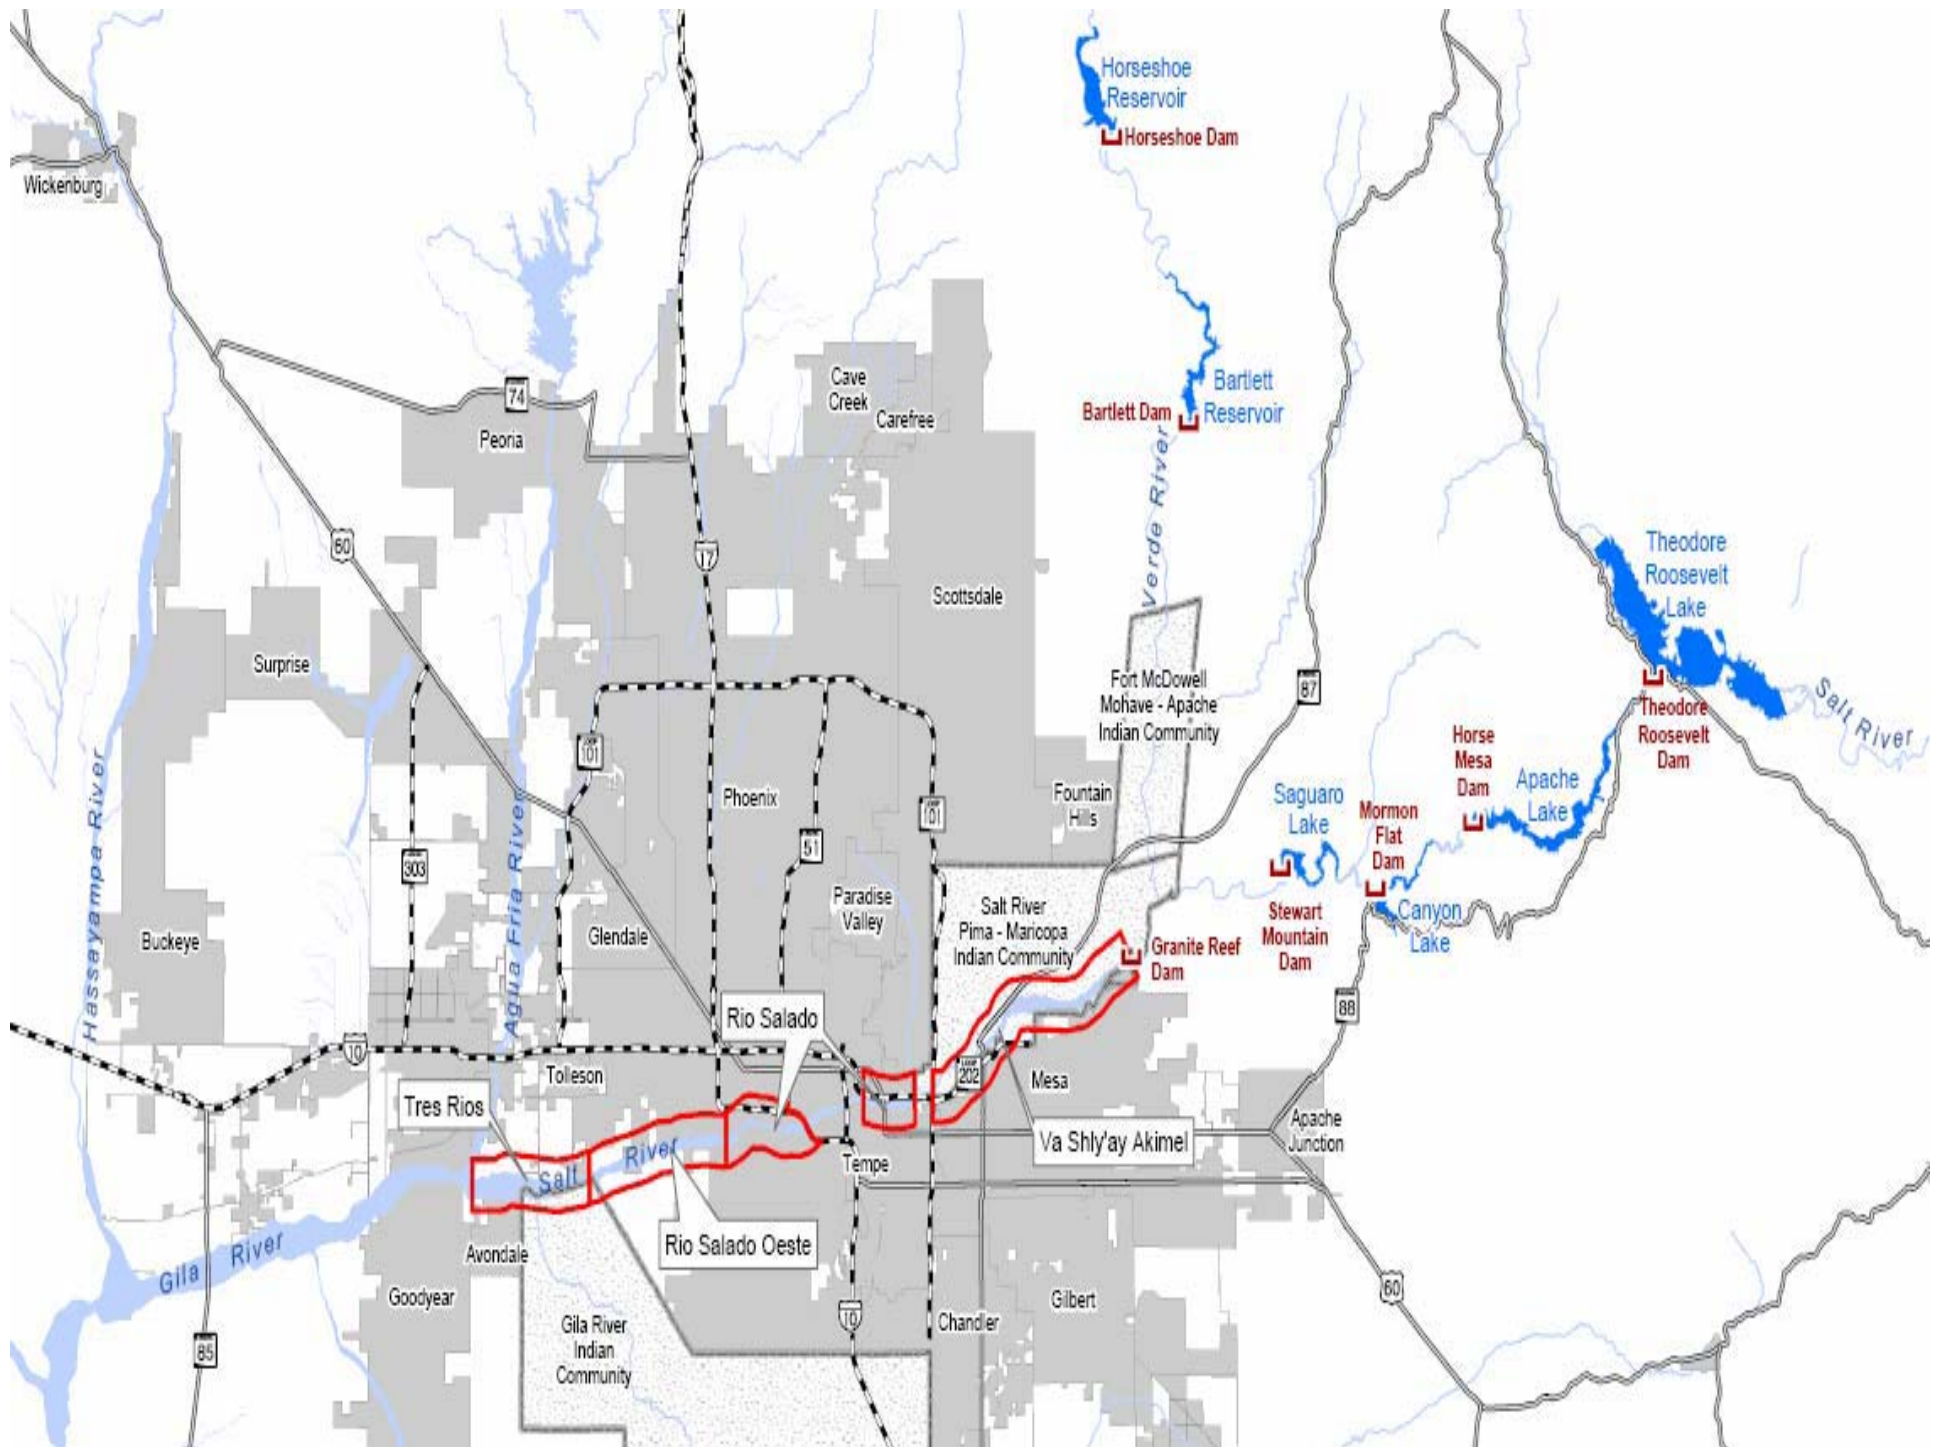 Horseshoe
Reservoir
Horseshoe Dam
Wickenburg
Cave
Creek
Carefree
74
Peoria
Bartlett
Reservoir
Bartlett Dam
Verde River
60
17
Theodore
Roosevelt
Lake
Scottsdale
Surprise
Fort McDowell
Mohave - Apache
Indian Community
87
Salt River
Theodore
Roosevelt
Dam
Hassayampa River
Agua Fria River
101
Phoenix
101
Fountain
Hills
Saguaro
Lake
Horse
Mesa
Dam
Apache
Lake
Mormon
Flat
Dam
51
303
Paradise
Valley
Salt River
Pima - Maricopa
Indian Community
Stewart
Mountain
Dam
Canyon
Lake
Buckeye
Glendale
Granite Reef
Dam
88
Rio Salado
10
Tolleson
202
Mesa
Tres Rios
Va Shly'ay Akimel
Apache
Junction
Salt River
Tempe
Rio Salado Oeste
Gila River
Avondale
Goodyear
60
Gila River
Indian
Community
10
Chandler
Gilbert
85